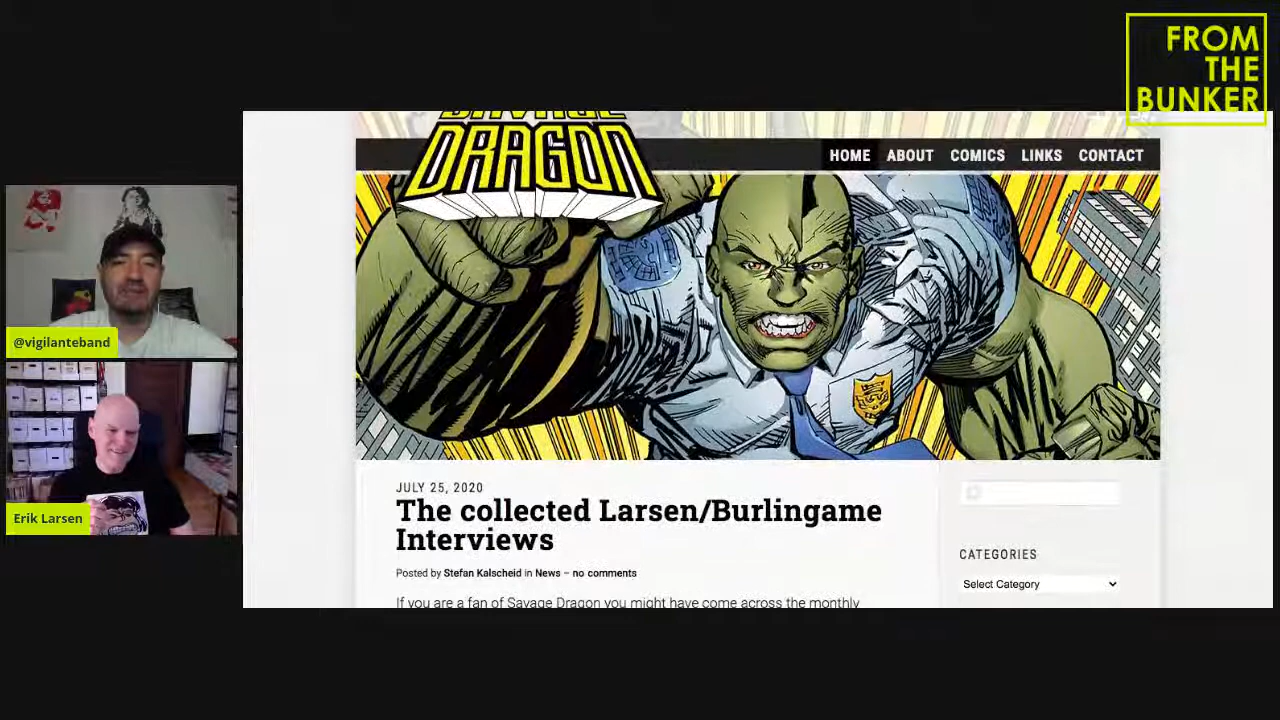 FROM
THE
BUNKER
SAVAGE
DRAGON
HOME ABOUT COMICS LINKS CONTACT
@vigilanteband
Erik Larsen
JULY 25, 2020
The collected Larsen/Burlingame
Interviews
Posted by Stefan Kalscheid in News – no comments
If you are a fan of Savage Dragon you might have come across the monthly
CATEGORIES
Select Category